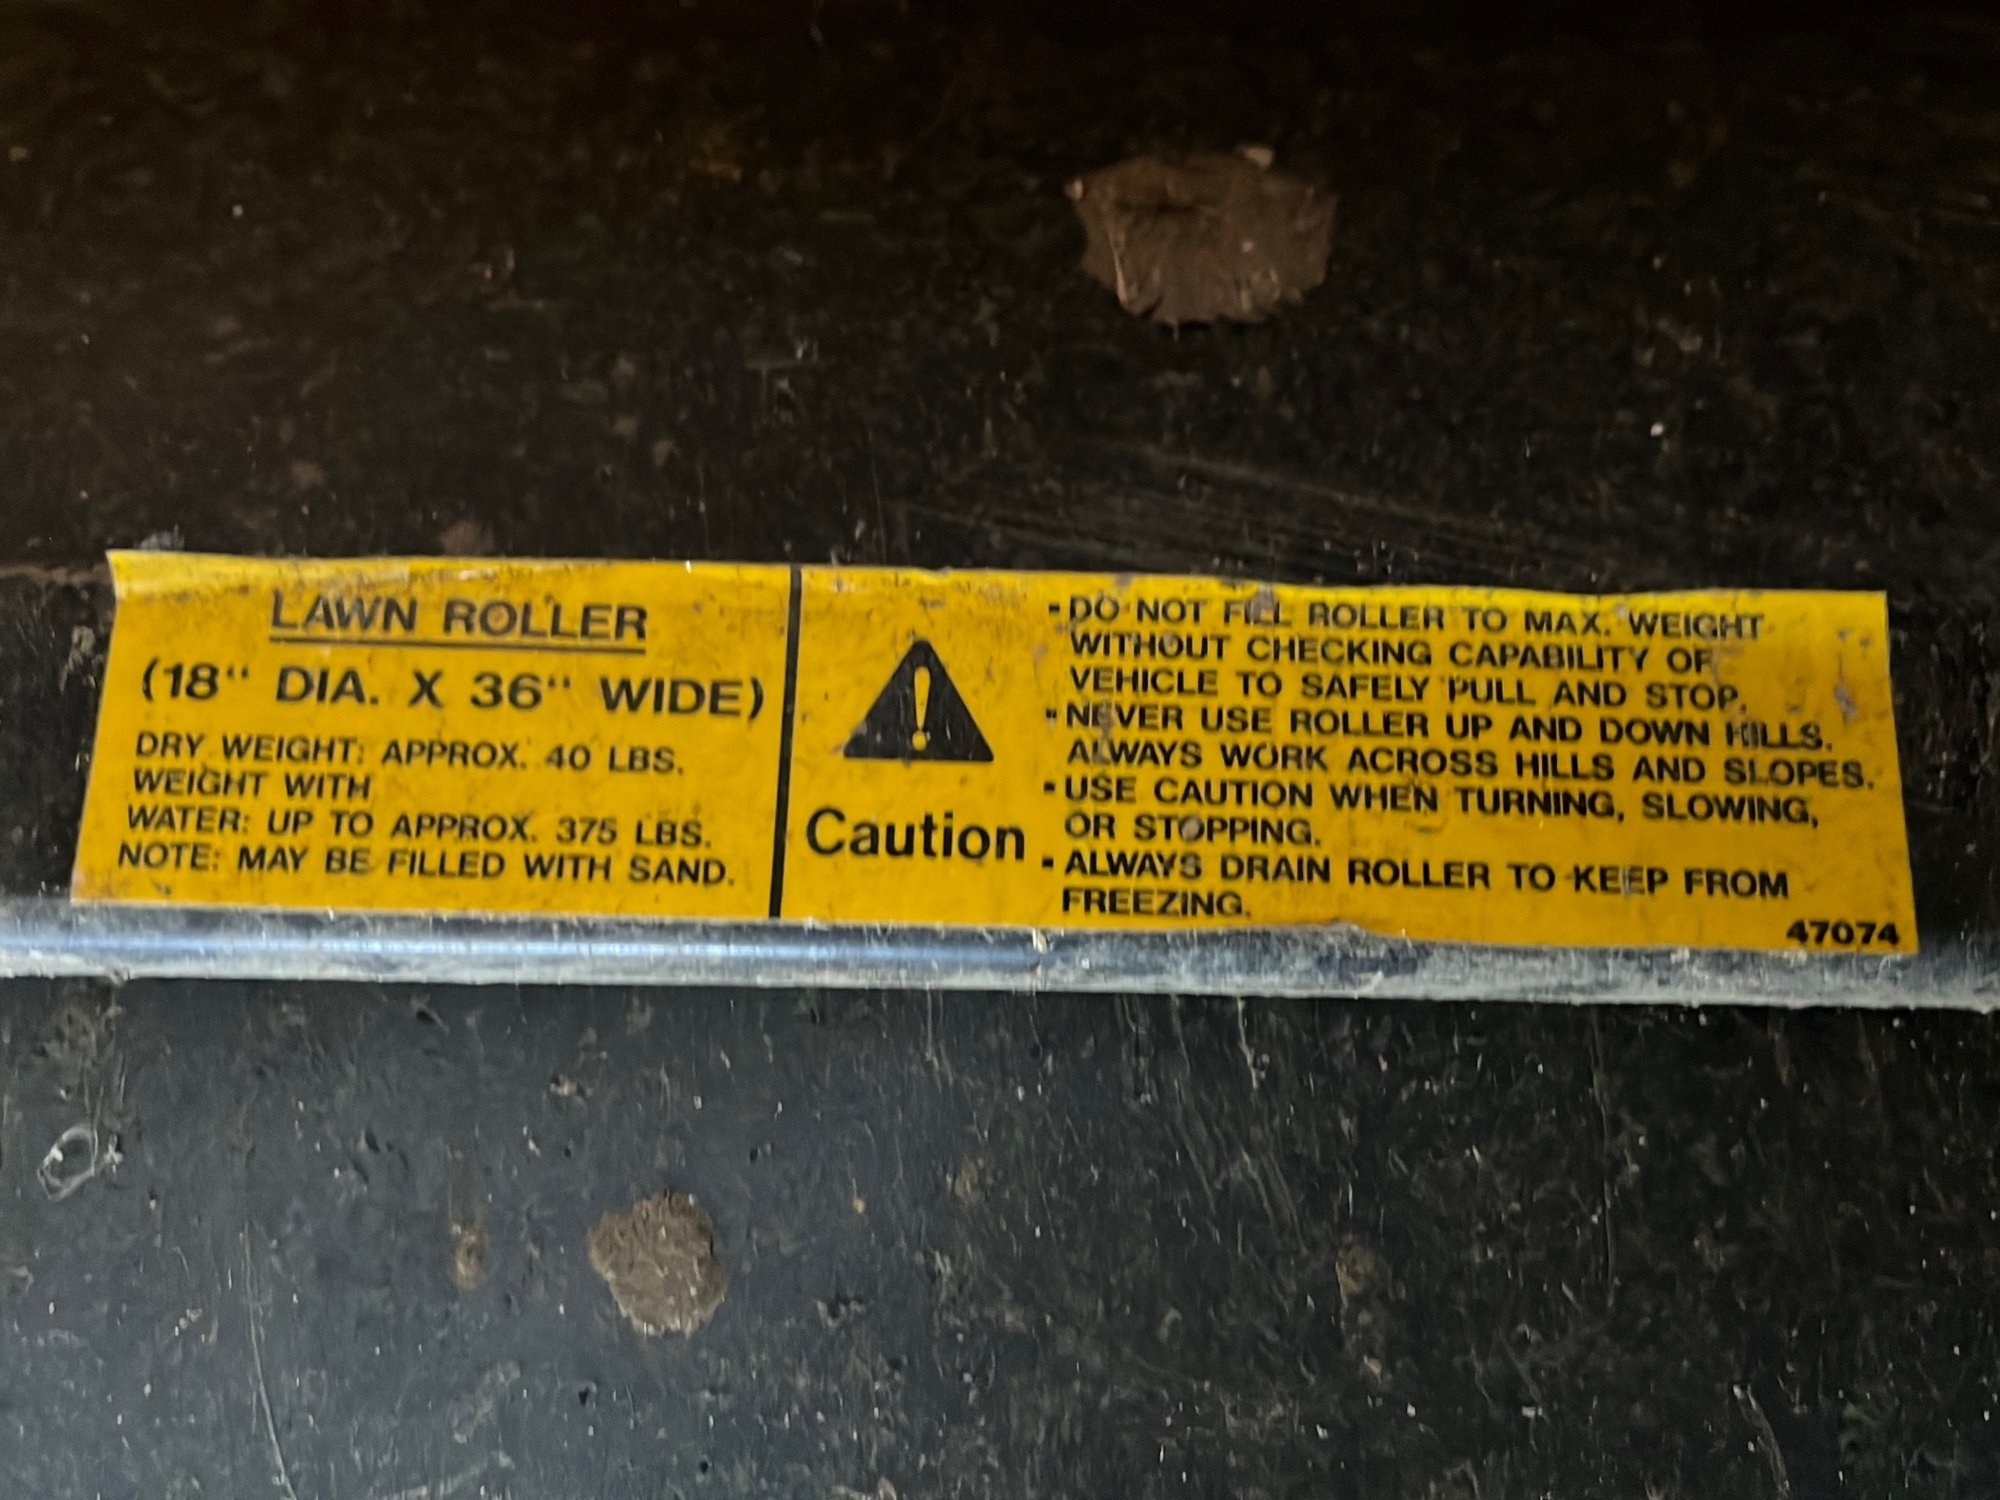 LAWN ROLLER
(18" DIA. X 36" WIDE)
DRY WEIGHT: APPROX. 40 LBS.
WEIGHT WITH
WATER: UP TO APPROX. 375 LBS.
NOTE: MAY BE FILLED WITH SAND.
Caution
- DO NOT FILL ROLLER TO MAX. WEIGHT
WITHOUT CHECKING CAPABILITY OF
VEHICLE TO SAFELY PULL AND STOP.
- NEVER USE ROLLER UP AND DOWN HILLS.
ALWAYS WORK ACROSS HILLS AND SLOPES.
- USE CAUTION WHEN TURNING, SLOWING,
OR STOPPING.
- ALWAYS DRAIN ROLLER TO KEEP FROM
FREEZING.
47074